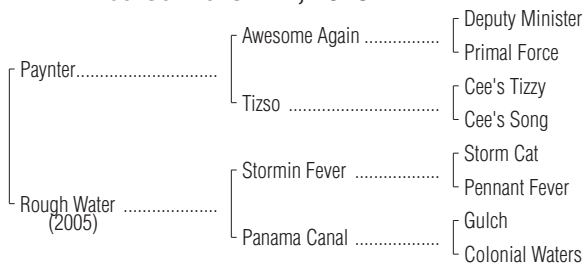 Deputy Minister
Awesome Again ..................
Primal Force
Paynter..................................
Cee's Tizzy
Tizso ....................................
Cee's Song
Storm Cat
Stormin Fever ......................
Pennant Fever
Rough Water ......................
(2005)
Gulch
Panama Canal ....................
Colonial Waters